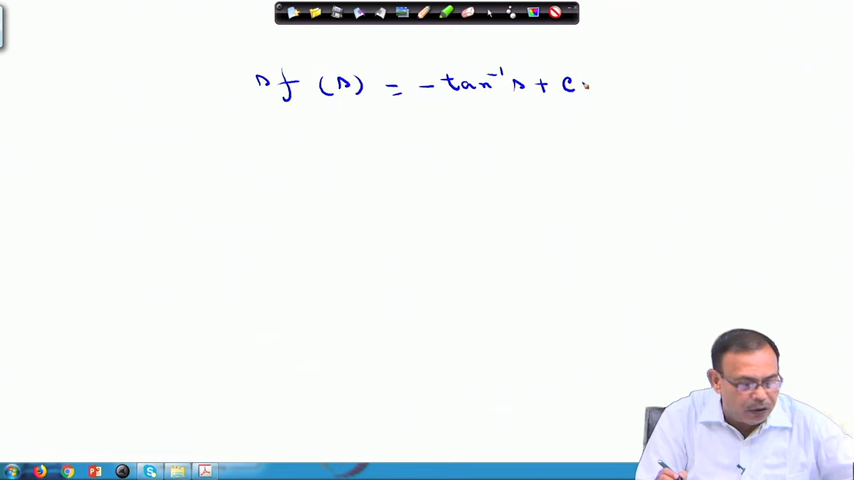 s f (s) = - tan⁻¹ s + c.